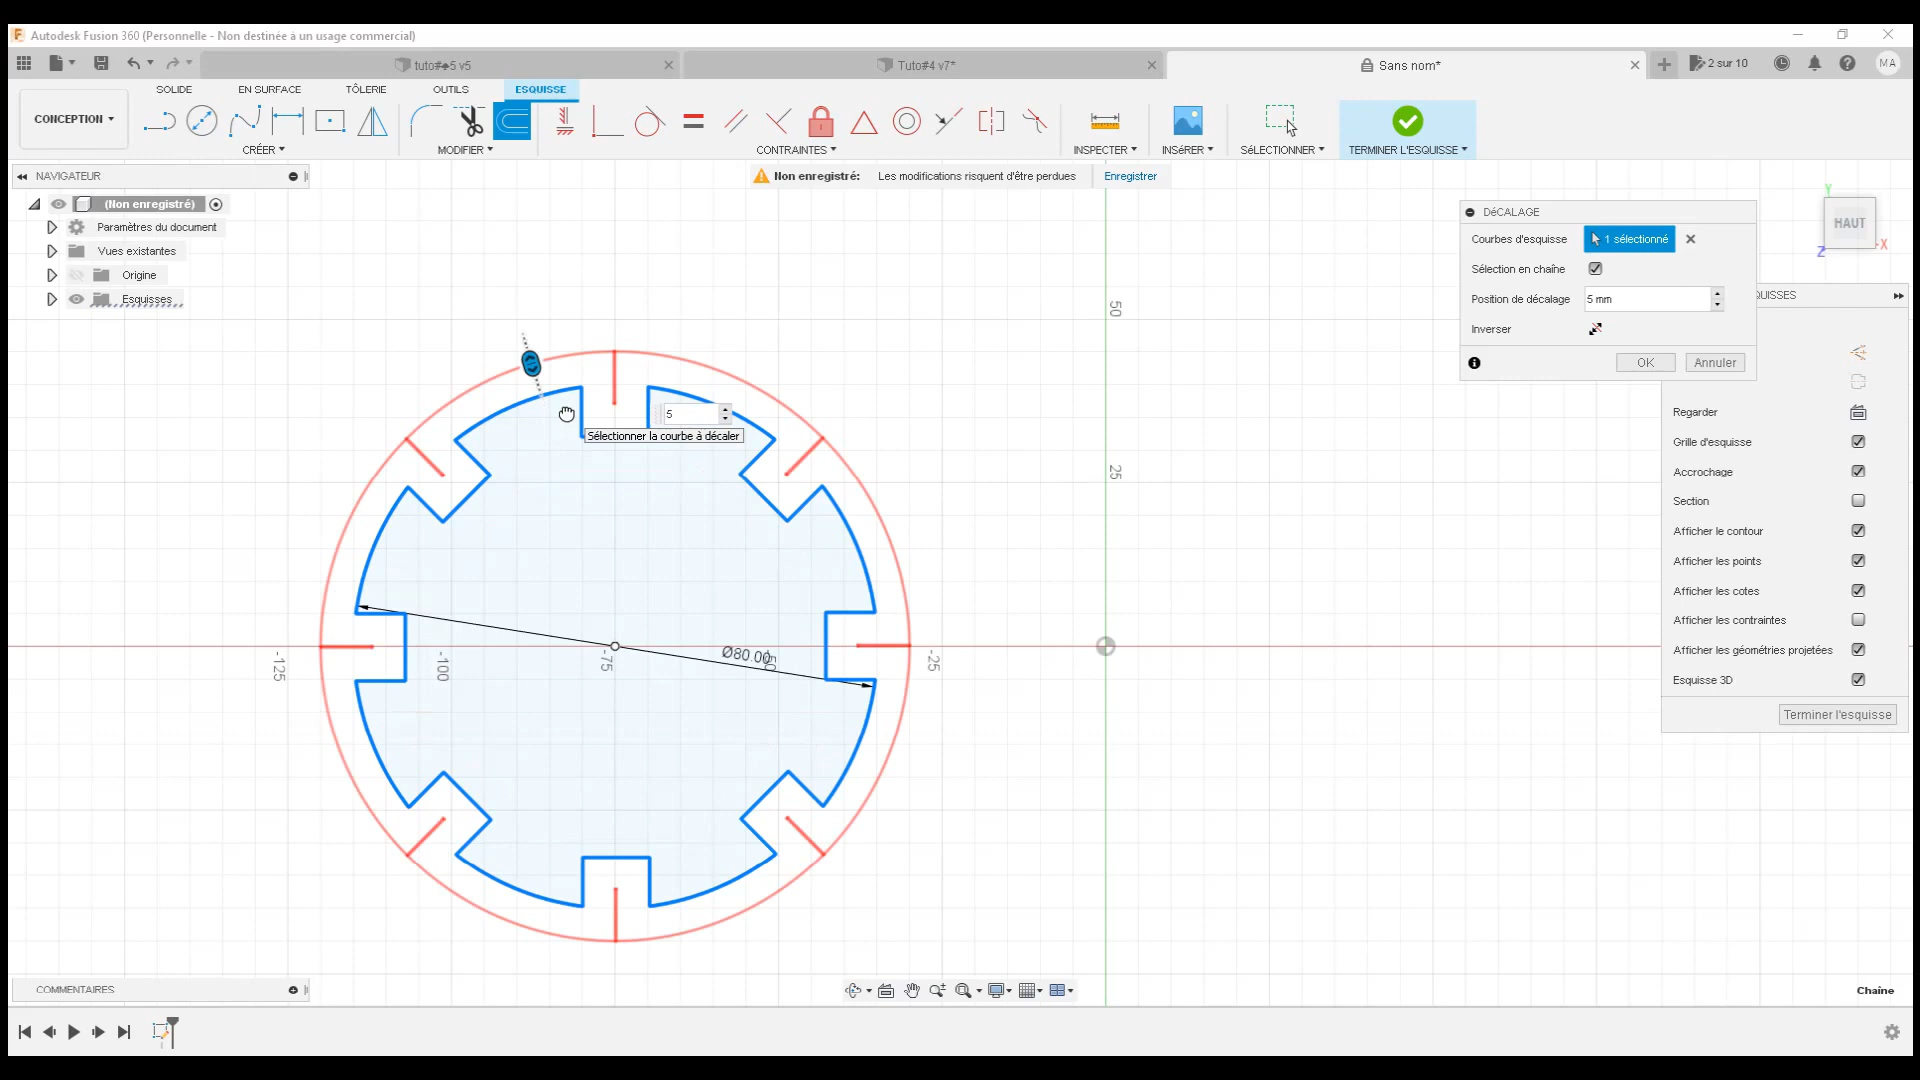 Autodesk Fusion 360 (Personnelle - Non destinée à un usage commercial)
tuto#♠5 v5
Tuto#4 v7*
Sans nom*
2 sur 10
MA
SOLIDE
EN SURFACE
TÔLERIE
OUTILS
ESQUISSE
CONCEPTION
CRÉER
MODIFIER
CONTRAINTES
INSPECTER
INSéRER
SéLECTIONNER
TERMINER L'ESQUISSE
NAVIGATEUR
Non enregistré: Les modifications risquent d'être perdues
Enregistrer
(Non enregistré)
Paramètres du document
Vues existantes
Origine
Esquisses
DéCALAGE
Courbes d'esquisse
1 sélectionné
Sélection en chaîne
Position de décalage
5 mm
Inverser
OK
Annuler
HAUT
Y
X
Z
QUISSES
Regarder
Grille d'esquisse
Accrochage
Section
Afficher le contour
Afficher les points
Afficher les cotes
Afficher les contraintes
Afficher les géométries projetées
Esquisse 3D
Terminer l'esquisse
50
25
5
Sélectionner la courbe à décaler
Ø80.00
-125
-100
-75
-25
COMMENTAIRES
Chaîne